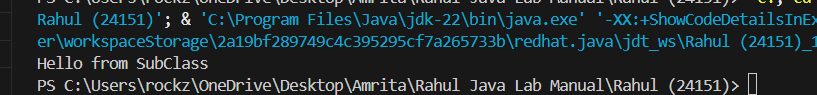 Rahul (24151)'; & 'C:\Program Files\Java\jdk-22\bin\java.exe' '-XX:+ShowCodeDetailsInEx
er\workspaceStorage\2a19bf289749c4c395295cf7a265733b\redhat.java\jdt_ws\Rahul (24151)_1
Hello from SubClass
PS C:\Users\rockz\OneDrive\Desktop\Amrita\Rahul Java Lab Manual\Rahul (24151)>